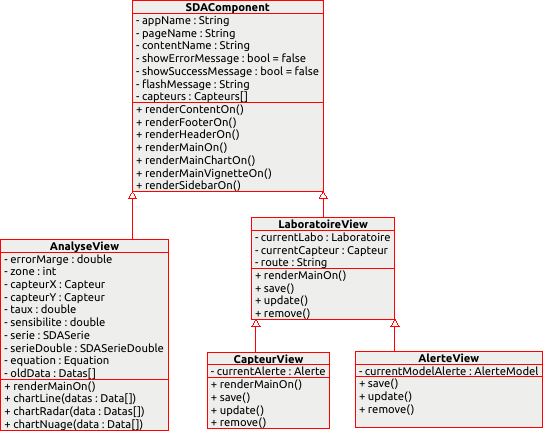 SDAComponent
- appName : String
- pageName : String
- contentName : String
- showErrorMessage : bool = false
- showSuccessMessage : bool = false
- flashMessage : String
- capteurs : Capteurs[]
+ renderContentOn()
+ renderFooterOn()
+ renderHeaderOn()
+ renderMainOn()
+ renderMainChartOn()
+ renderMainVignetteOn()
+ renderSidebarOn()
AnalyseView
- errorMarge : double
- zone : int
- capteurX : Capteur
- capteurY : Capteur
- taux : double
- sensibilite : double
- serie : SDASerie
- serieDouble : SDASerieDouble
- equation : Equation
- oldData : Datas[]
+ renderMainOn()
+ chartLine(datas : Data[])
+ chartRadar(data : Datas[])
+ chartNuage(data : Datas[])
LaboratoireView
- currentLabo : Laboratoire
- currentCapteur : Capteur
- route : String
+ renderMainOn()
+ save()
+ update()
+ remove()
CapteurView
- currentAlerte : Alerte
+ renderMainOn()
+ save()
+ update()
+ remove()
AlerteView
- currentModelAlerte : AlerteModel
+ save()
+ update()
+ remove()